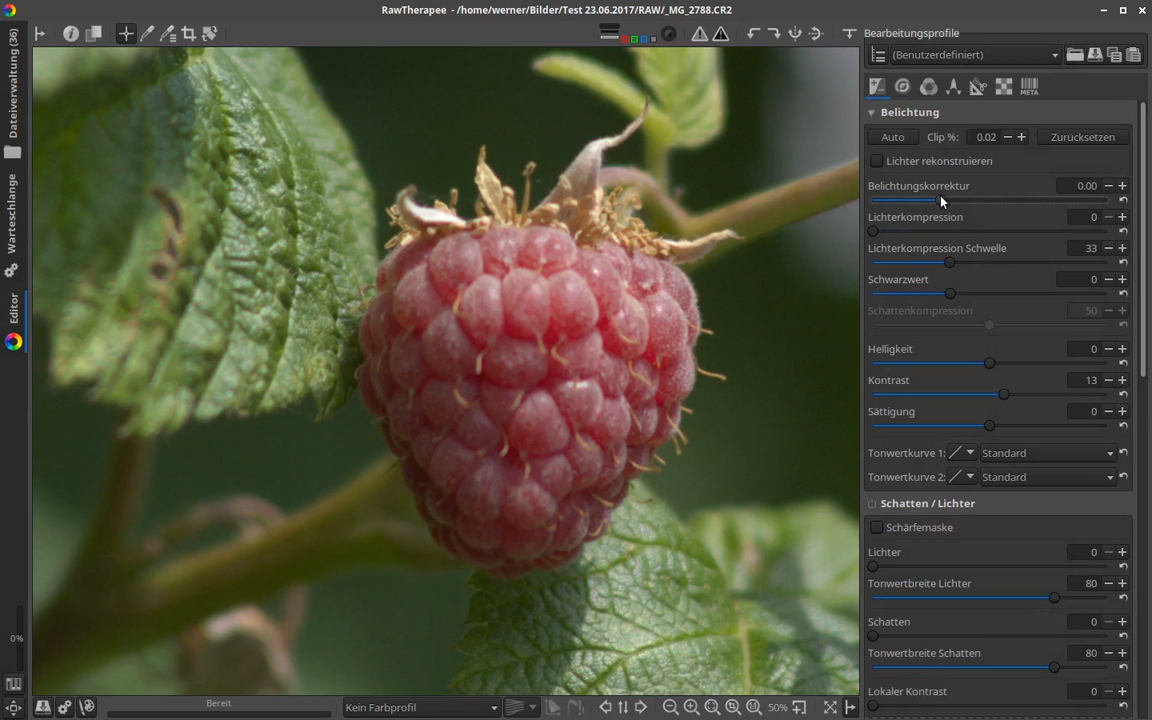 RawTherapee - /home/werner/Bilder/Test 23.06.2017/RAW/_MG_2788.CR2
Dateiverwaltung (36)
Warteschlange
Editor
0%
Bearbeitungsprofile
(Benutzerdefiniert)
META
Belichtung
Auto Clip %: 0.02 Zurücksetzen
Lichter rekonstruieren
Belichtungskorrektur 0.00
Lichterkompression 0
Lichterkompression Schwelle 33
Schwarzwert 0
Schattenkompression 50
Helligkeit 0
Kontrast 13
Sättigung 0
Tonwertkurve 1: Standard
Tonwertkurve 2: Standard
Schatten / Lichter
Schärfemaske
Lichter 0
Tonwertbreite Lichter 80
Schatten 0
Tonwertbreite Schatten 80
Lokaler Kontrast 0
Bereit
Kein Farbprofil
50%